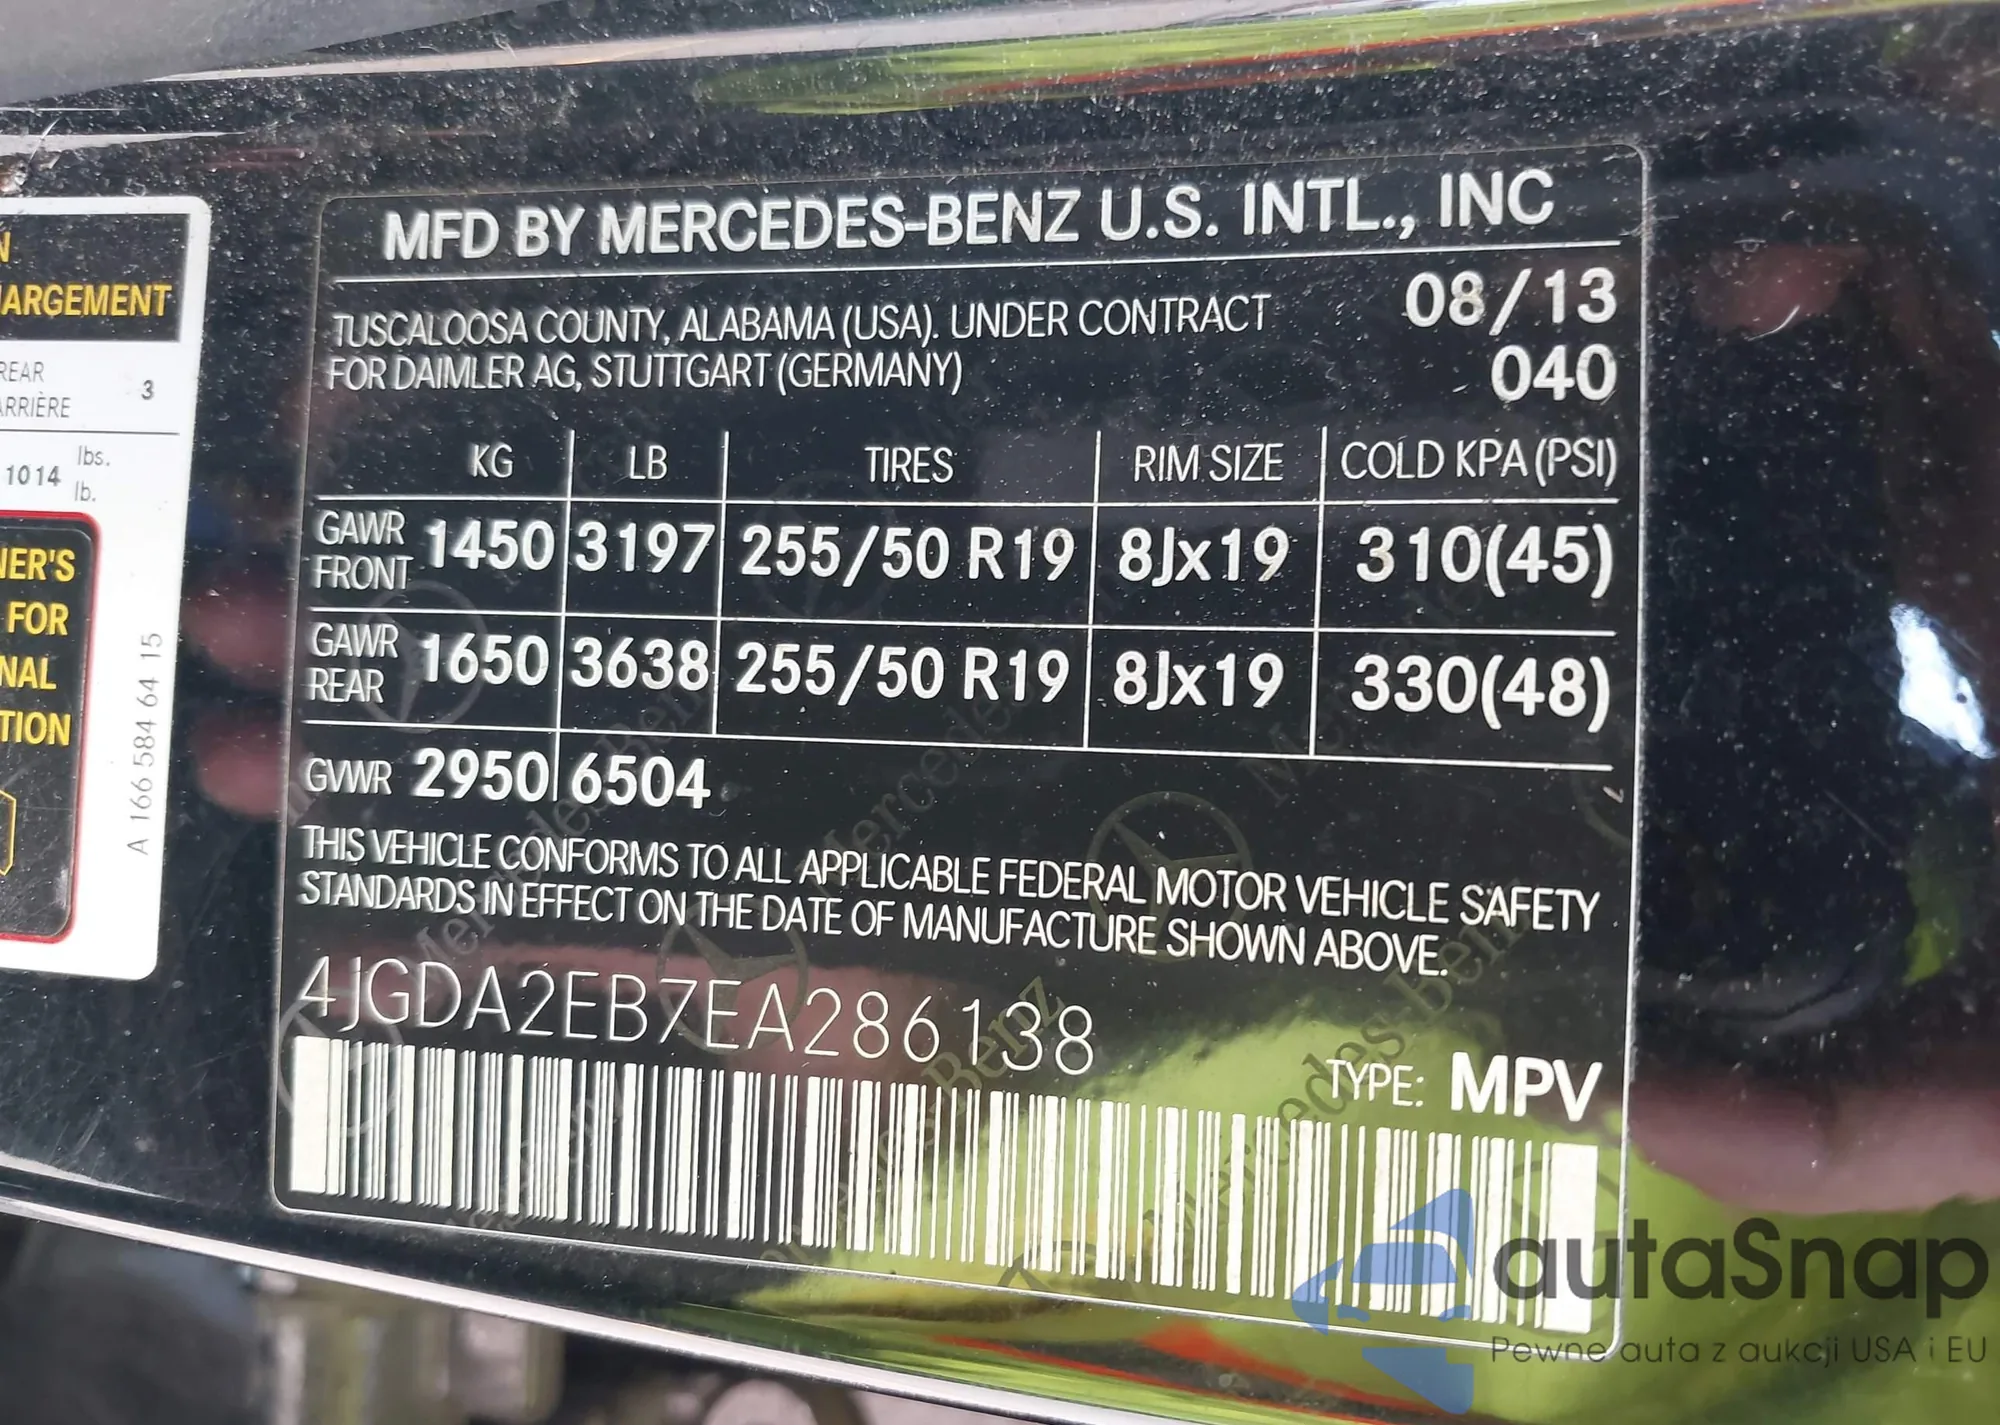 N
ARGEMENT
REAR
ARRIÈRE
3
1014
lbs.
lb.
NER'S
FOR
NAL
TION
A 166 584 64 15
MFD BY MERCEDES-BENZ U.S. INTL., INC
TUSCALOOSA COUNTY, ALABAMA (USA). UNDER CONTRACT
FOR DAIMLER AG, STUTTGART (GERMANY)
08/13
040
KG LB TIRES RIM SIZE COLD KPA (PSI)
GAWR FRONT 1450 3197 255/50 R19 8Jx19 310(45)
GAWR REAR 1650 3638 255/50 R19 8Jx19 330(48)
GVWR 2950 6504
THIS VEHICLE CONFORMS TO ALL APPLICABLE FEDERAL MOTOR VEHICLE SAFETY
STANDARDS IN EFFECT ON THE DATE OF MANUFACTURE SHOWN ABOVE.
4JGDA2EB7EA286138
TYPE: MPV
autaSnap
Pewne auta z aukcji USA i EU